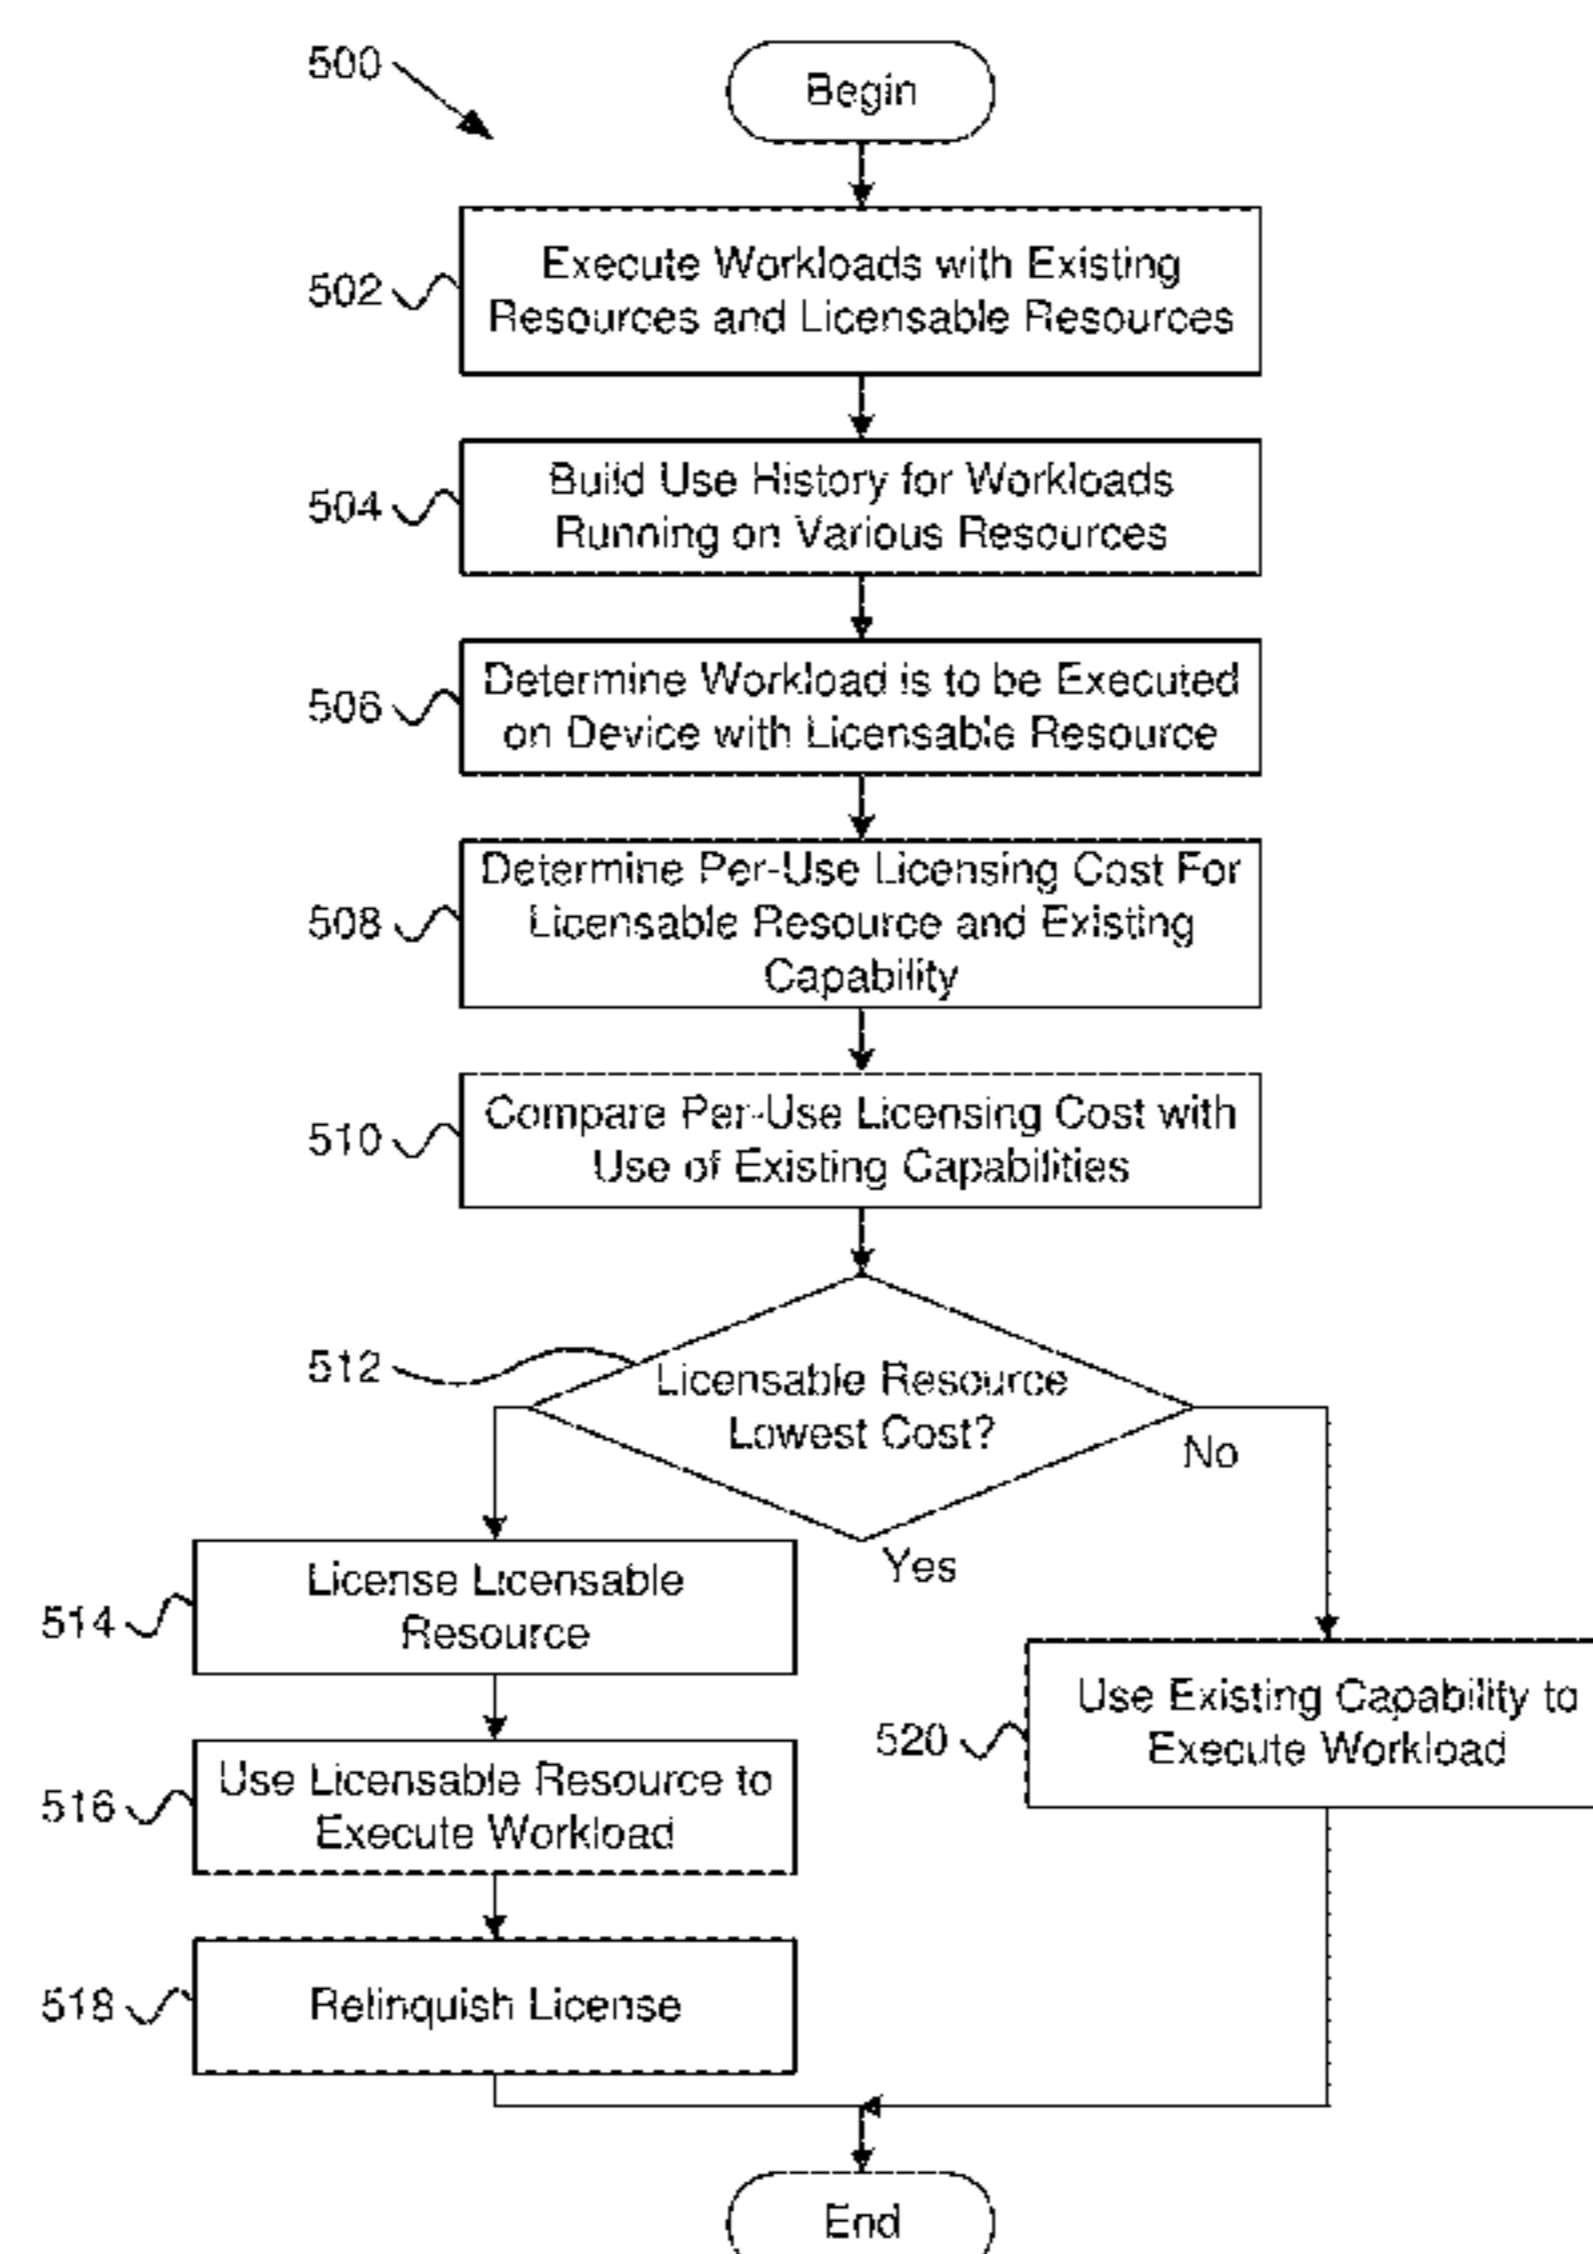 500
Begin
502
Execute Workloads with Existing
Resources and Licensable Resources
504
Build Use History for Workloads
Running on Various Resources
506
Determine Workload is to be Executed
on Device with Licensable Resource
508
Determine Per-Use Licensing Cost For
Licensable Resource and Existing
Capability
510
Compare Per-Use Licensing Cost with
Use of Existing Capabilities
512
Licensable Resource
Lowest Cost?
No
Yes
514
License Licensable
Resource
516
Use Licensable Resource to
Execute Workload
518
Relinquish License
520
Use Existing Capability to
Execute Workload
End